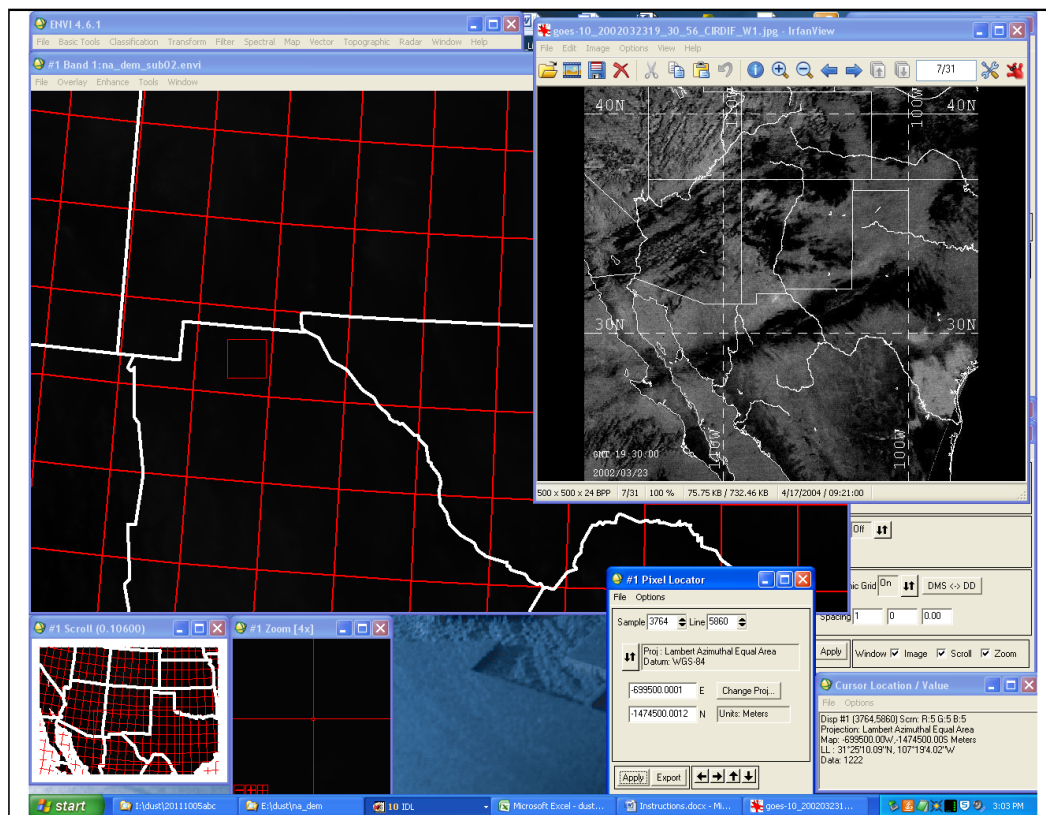 ENVI 4.6.1
File Basic Tools Classification Transform Filter Spectral Map Vector Topographic Radar Window Help
#1 Band 1:na_dem_sub02.envi
File Overlay Enhance Tools Window
goes-10_2002032319_30_56_CIRDIF_W1.jpg - IrfanView
File Edit Image Options View Help
7/31
40N 110W 100W 40N
30N 30N
110W 100W
GMT 19:30:00
2002/03/23
500 x 500 x 24 BPP 7/31 100 % 75.75 KB / 732.46 KB 4/17/2004 / 09:21:00
Off
Grid On DMS <-> DD
Spacing 1 0 0.00
Apply Window Image Scroll Zoom
#1 Pixel Locator
File Options
Sample 3764 Line 5860
Proj : Lambert Azimuthal Equal Area
Datum: WGS-84
-699500.0001 E Change Proj...
-1474500.0012 N Units: Meters
Apply Export
#1 Scroll (0.10600)
#1 Zoom [4x]
Cursor Location / Value
File Options
Disp #1 (3764,5860) Scrn: R:5 G:5 B:5
Projection: Lambert Azimuthal Equal Area
Map: -699500.00W,-1474500.00S Meters
LL : 31°25'10.09"N, 107°19'4.02"W
Data: 1222
start I:\dust\20111005abc E:\dust\na_dem 10 IDL Microsoft Excel - dust... Instructions.docx - Mi... goes-10_200203231... 3:03 PM